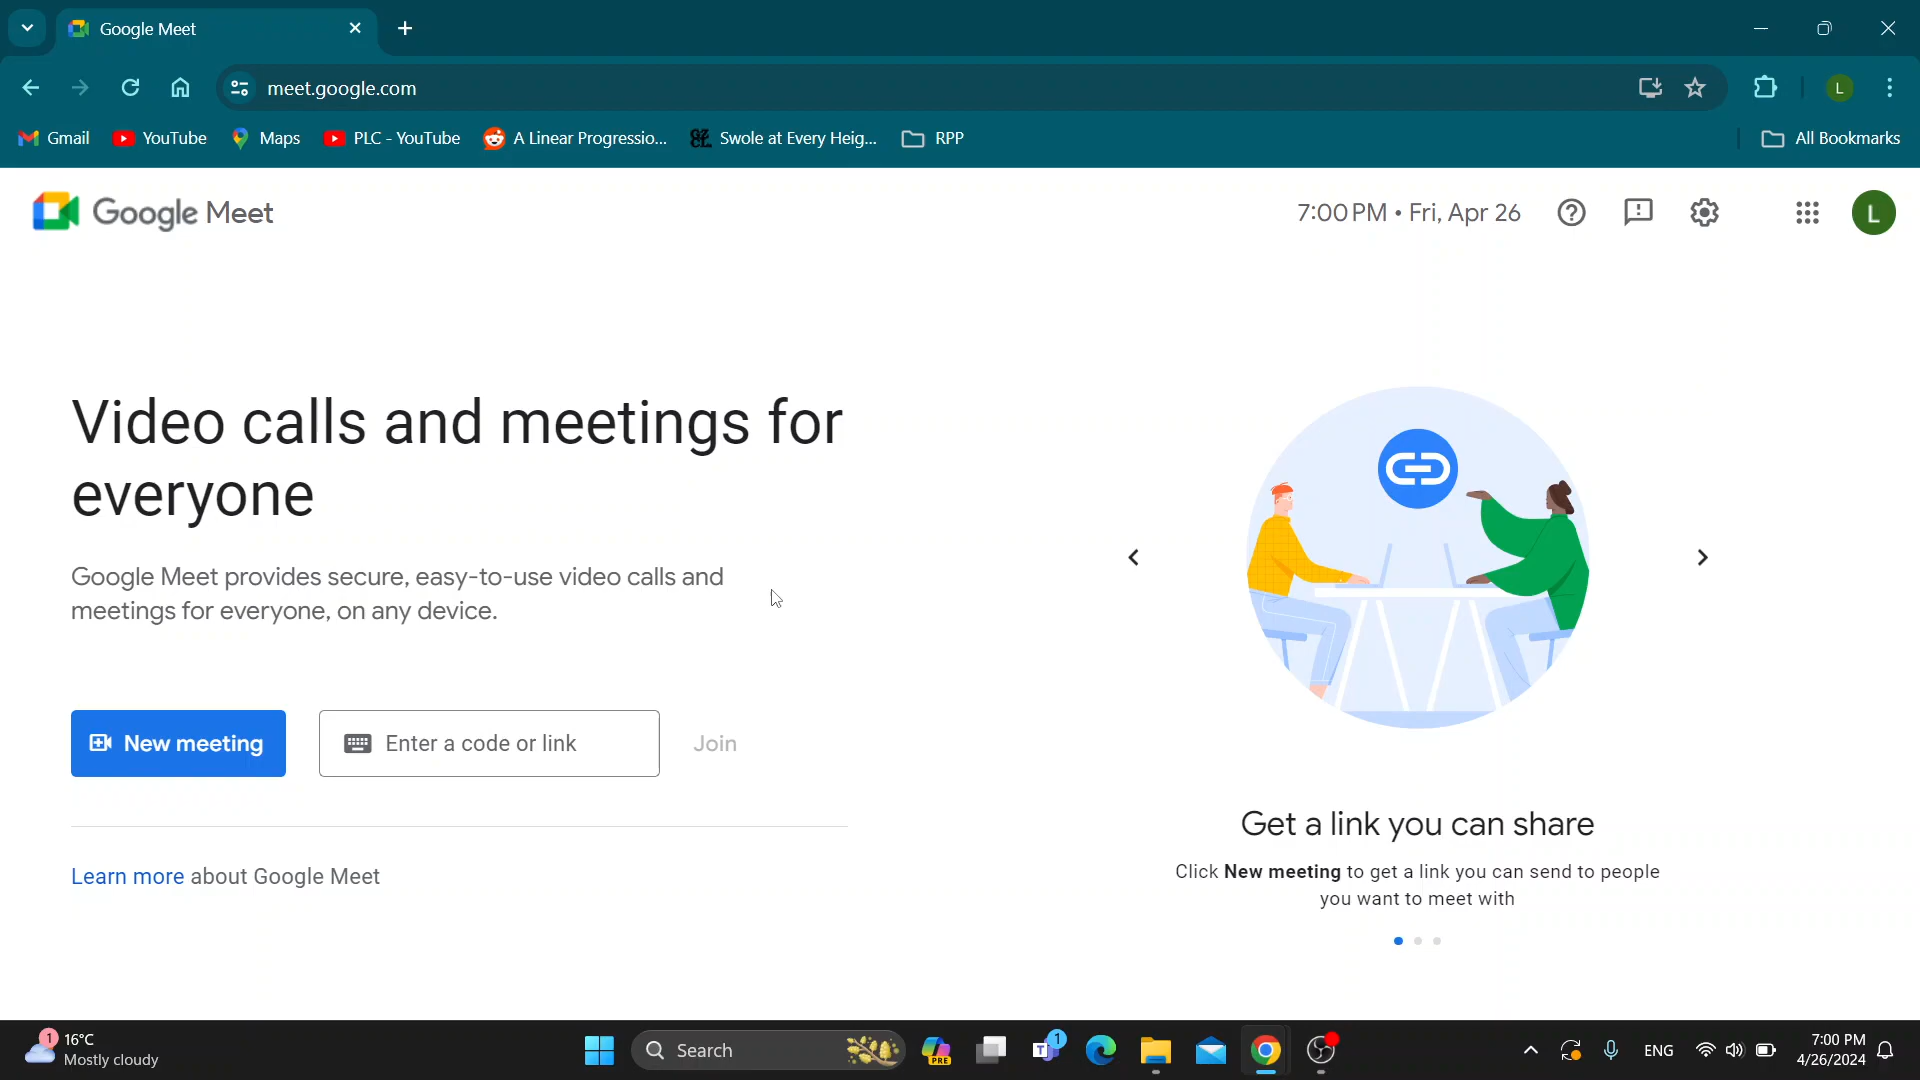 Google Meet
meet.google.com
L
Gmail
YouTube
Maps
PLC - YouTube
A Linear Progressio...
Swole at Every Heig...
RPP
All Bookmarks
Google Meet
7:00 PM • Fri, Apr 26
L
Video calls and meetings for
everyone
Google Meet provides secure, easy-to-use video calls and
meetings for everyone, on any device.
New meeting
Enter a code or link
Join
Learn more about Google Meet
Get a link you can share
Click New meeting to get a link you can send to people
you want to meet with
1
16°C
Mostly cloudy
Search
PRE
T
1
ENG
7:00 PM
4/26/2024